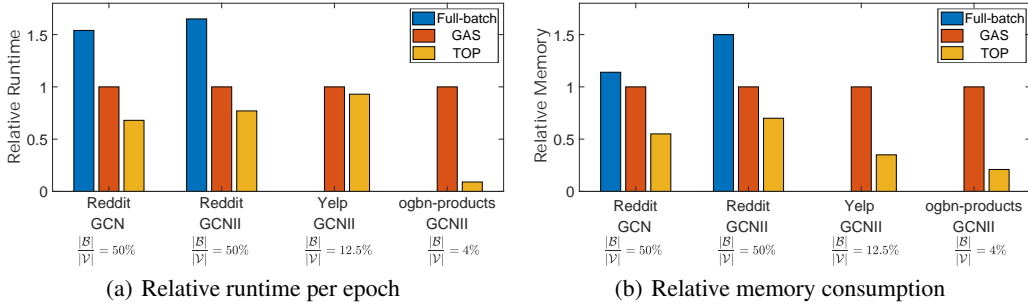 Relative Runtime
1.5
1
0.5
0
Full-batch
GAS
TOP
Reddit Reddit Yelp ogbn-products
GCN GCNII GCNII GCNII
|B|/|V| = 50% |B|/|V| = 50% |B|/|V| = 12.5% |B|/|V| = 4%
(a) Relative runtime per epoch
Relative Memory
1.5
1
0.5
0
Full-batch
GAS
TOP
Reddit Reddit Yelp ogbn-products
GCN GCNII GCNII GCNII
|B|/|V| = 50% |B|/|V| = 50% |B|/|V| = 12.5% |B|/|V| = 4%
(b) Relative memory consumption